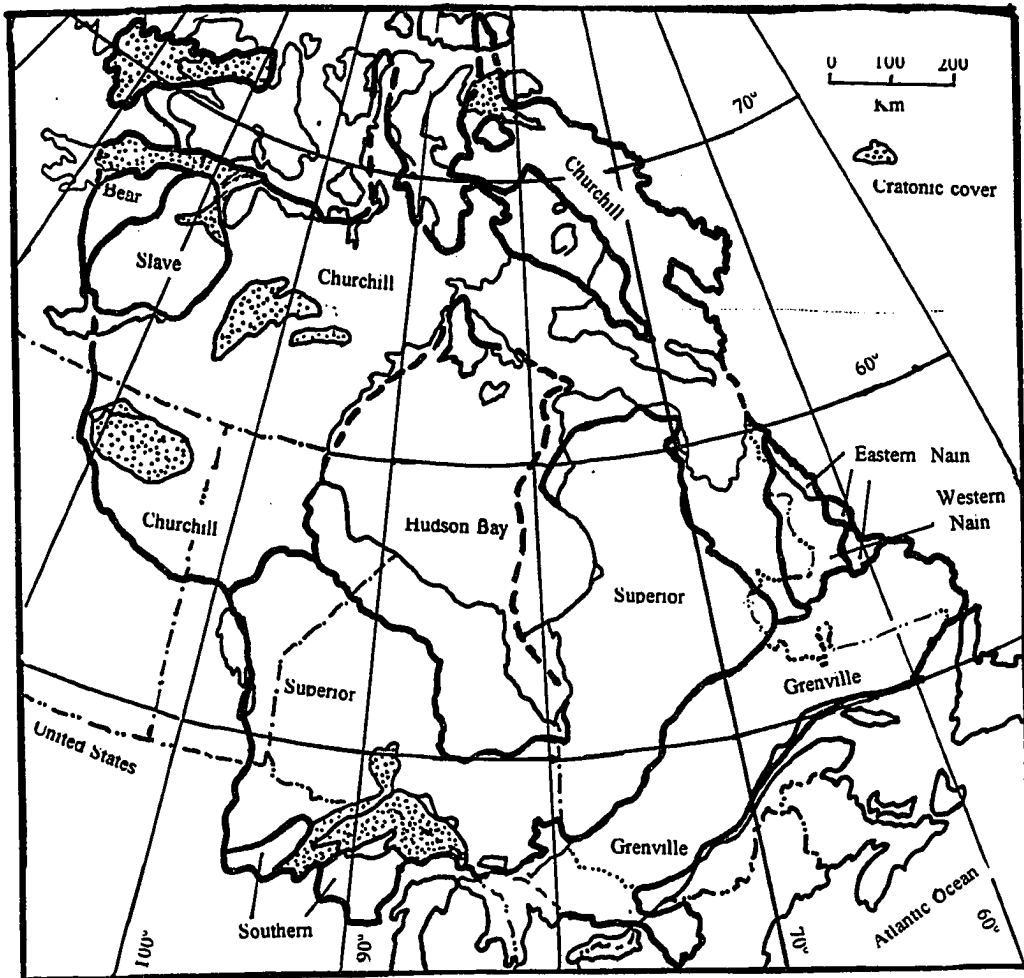 0 100 200
Km
70°
Cratonic cover
Churchill
Bear
Slave
Churchill
60°
Eastern Nain
Western
Nain
Churchill
Hudson Bay
Superior
Superior
Grenville
United States
Grenville
Southern
Atlantic Ocean
100°
90°
70°
60°